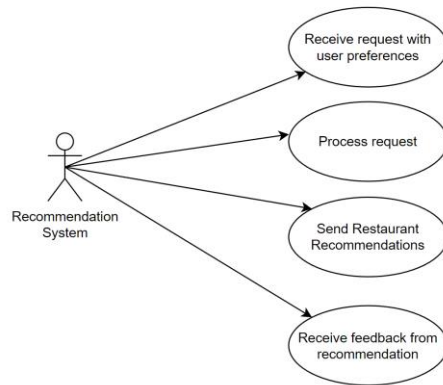 Receive request with
user preferences
Process request
Recommendation
System
Send Restaurant
Recommendations
Receive feedback from
recommendation